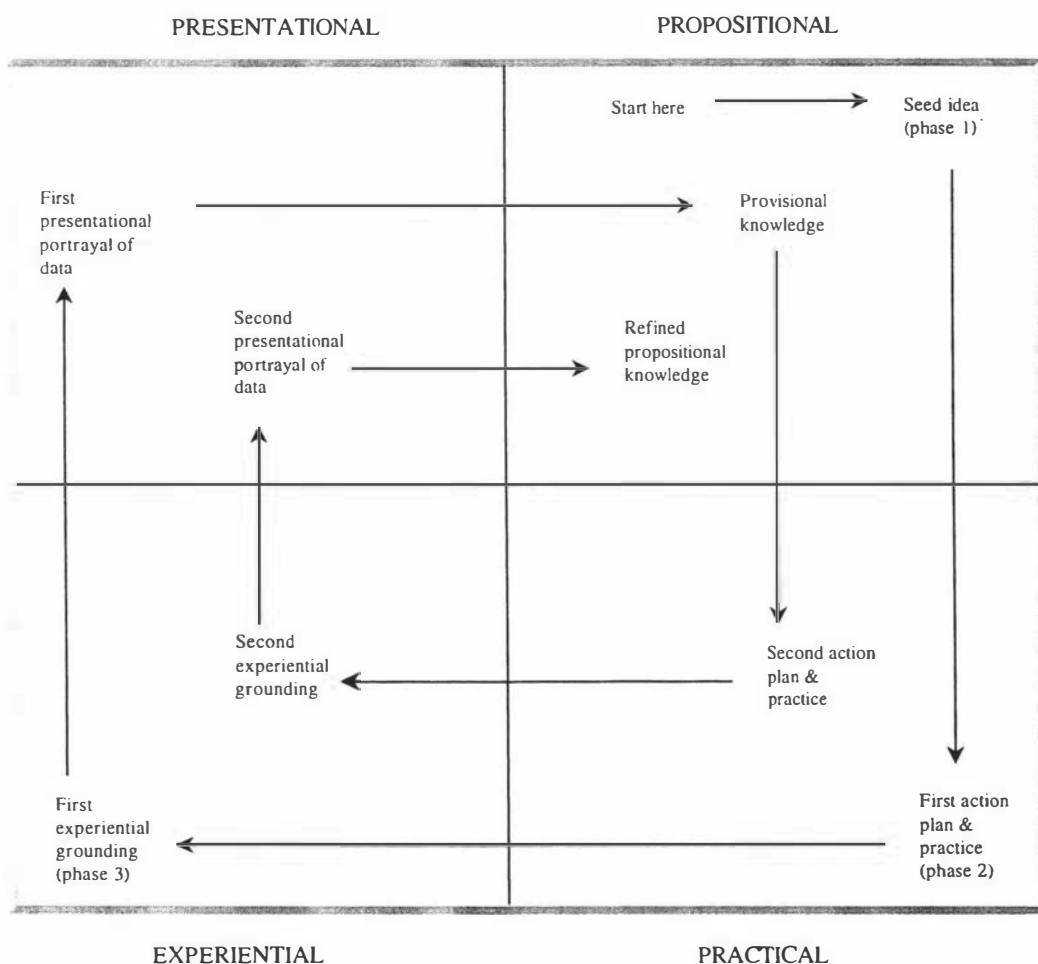 PRESENTATIONAL
PROPOSITIONAL
Start here
Seed idea
(phase 1)
First
presentational
portrayal of
data
Provisional
knowledge
Second
presentational
portrayal of
data
Refined
propositional
knowledge
Second
experiential
grounding
Second action
plan &
practice
First
experiential
grounding
(phase 3)
First action
plan &
practice
(phase 2)
EXPERIENTIAL
PRACTICAL